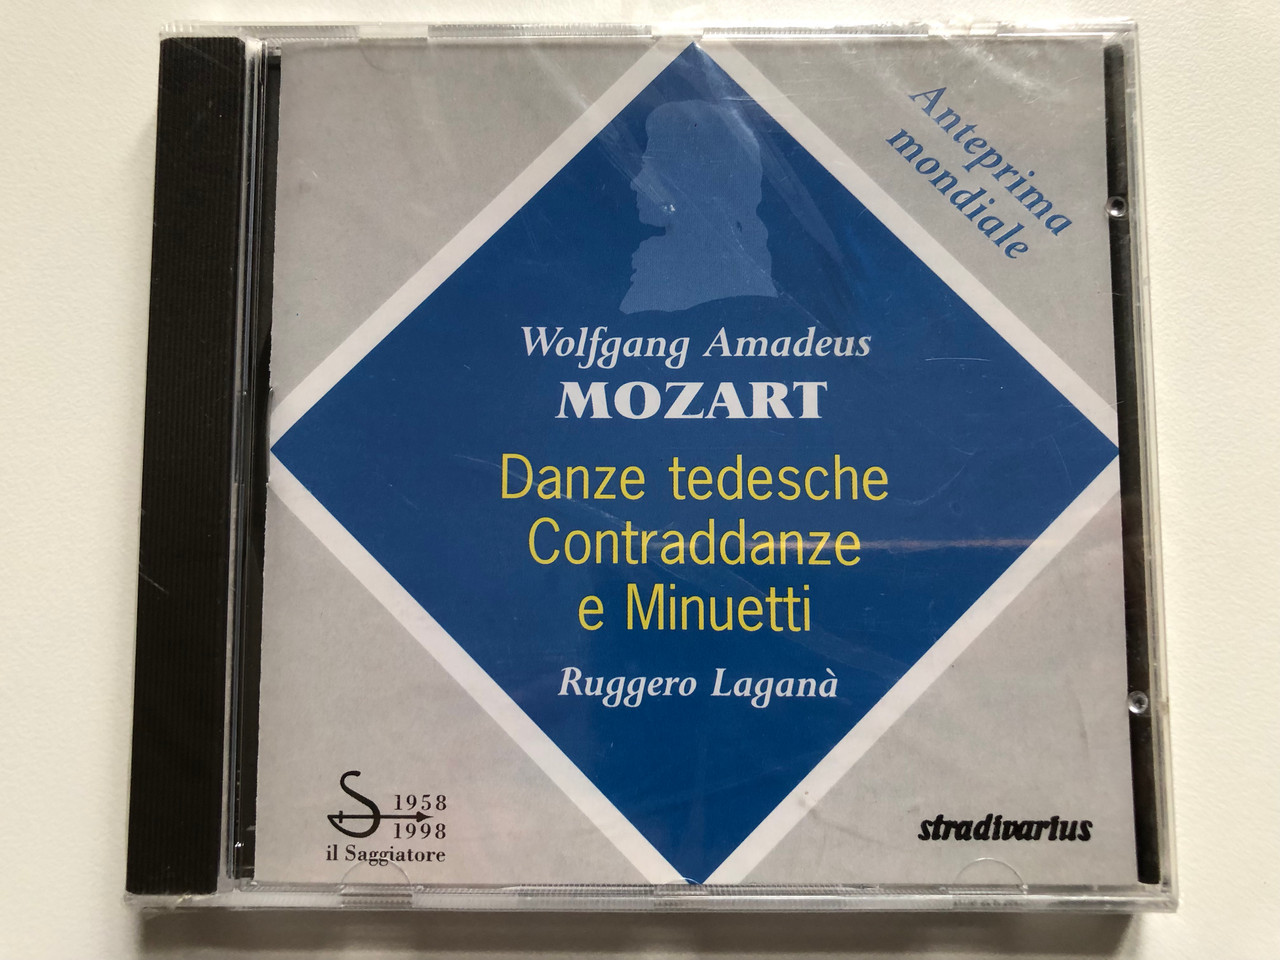 Anteprima
mondiale
Wolfgang Amadeus
MOZART
Danze tedesche
Contraddanze
e Minuetti
Ruggero Laganà
1958
1998
il Saggiatore
stradivarius